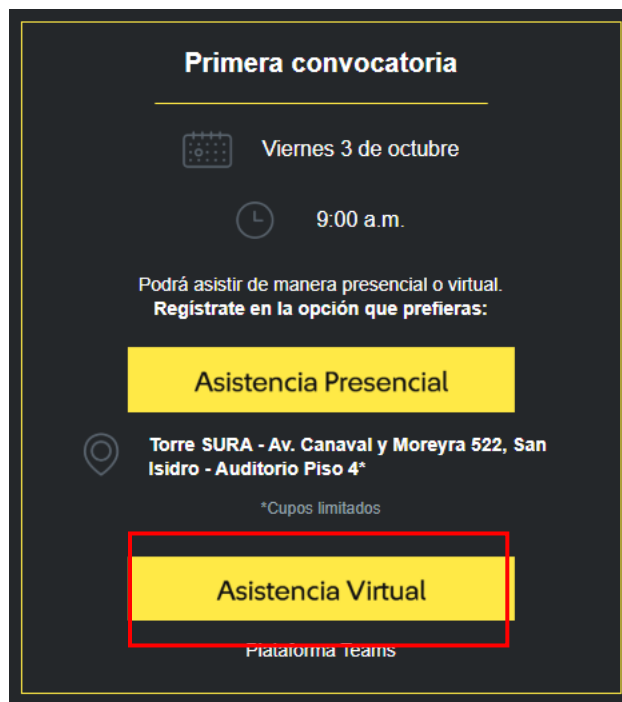 Primera convocatoria
Viernes 3 de octubre
9:00 a.m.
Podrá asistir de manera presencial o virtual.
Regístrate en la opción que prefieras:
Asistencia Presencial
Torre SURA - Av. Canaval y Moreyra 522, San
Isidro - Auditorio Piso 4*
*Cupos limitados
Asistencia Virtual
Plataforma Teams